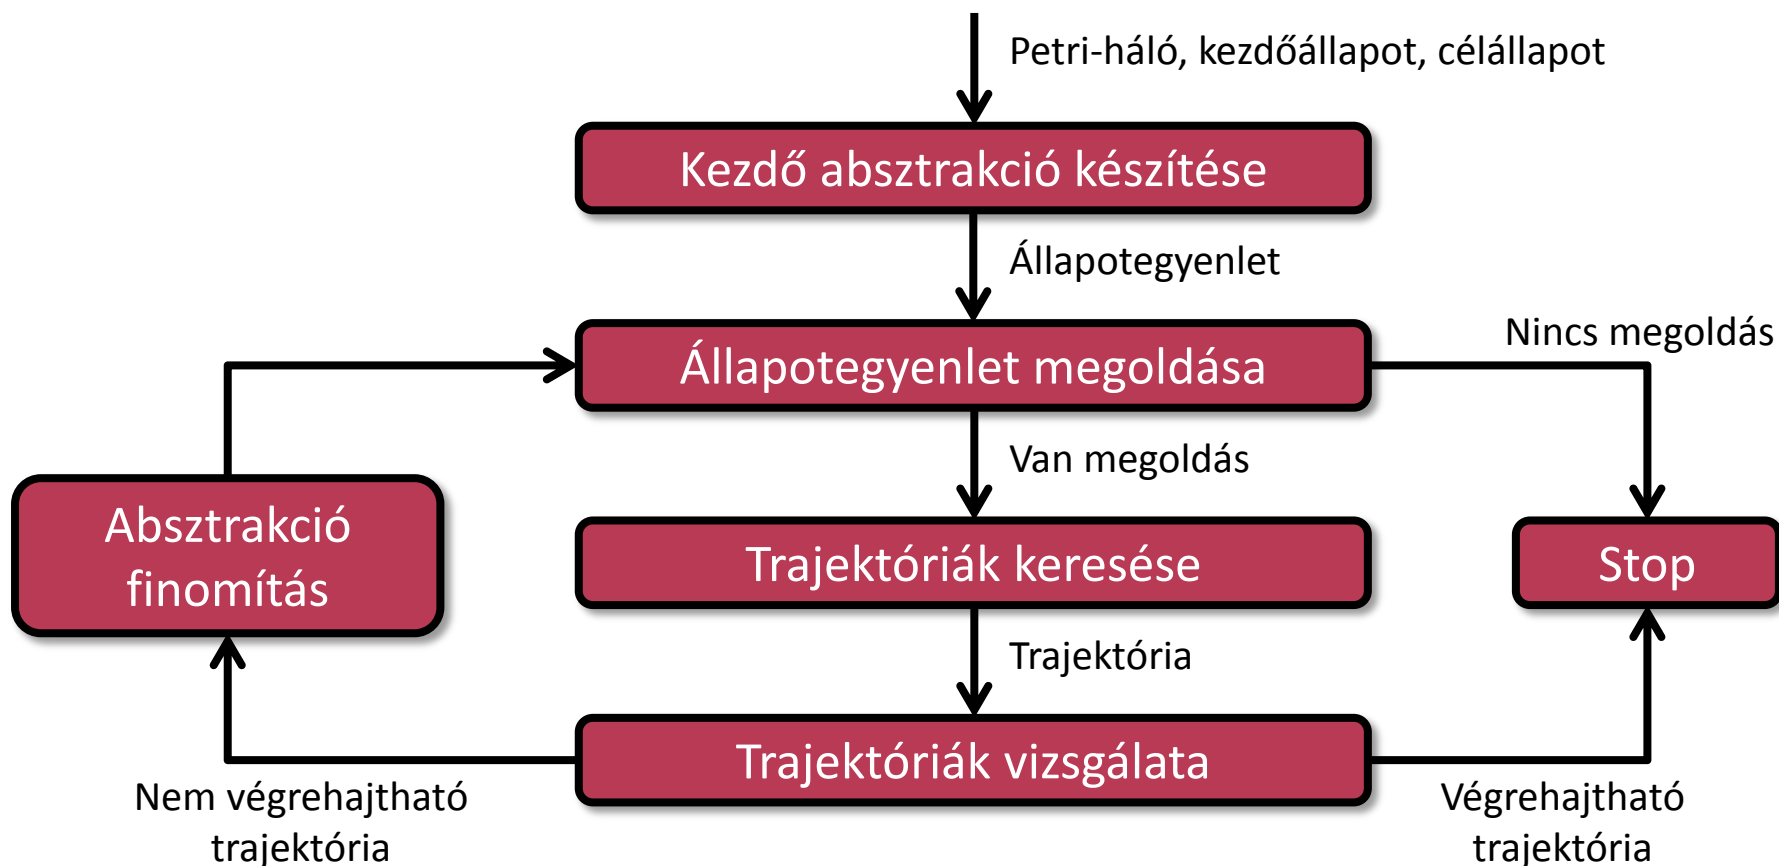 Petri-háló, kezdőállapot, célállapot
Kezdő absztrakció készítése
Állapotegyenlet
Állapotegyenlet megoldása
Nincs megoldás
Van megoldás
Absztrakció
finomítás
Trajektóriák keresése
Stop
Trajektória
Trajektóriák vizsgálata
Nem végrehajtható
trajektória
Végrehajtható
trajektória